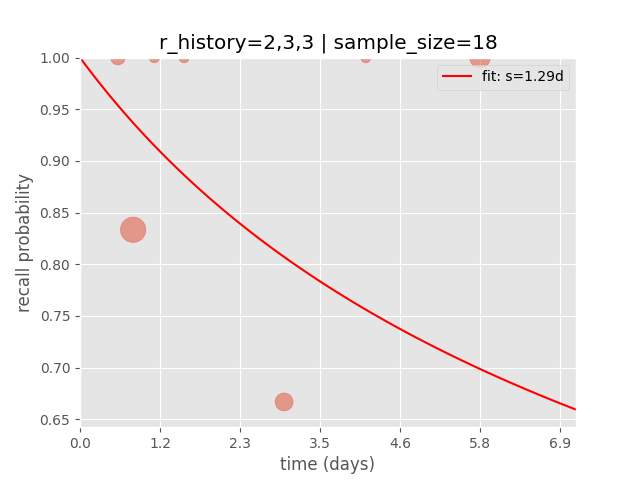 r_history=2,3,3 | sample_size=18
fit: s=1.29d
recall probability
1.00
0.95
0.90
0.85
0.80
0.75
0.70
0.65
0.0 1.2 2.3 3.5 4.6 5.8 6.9
time (days)